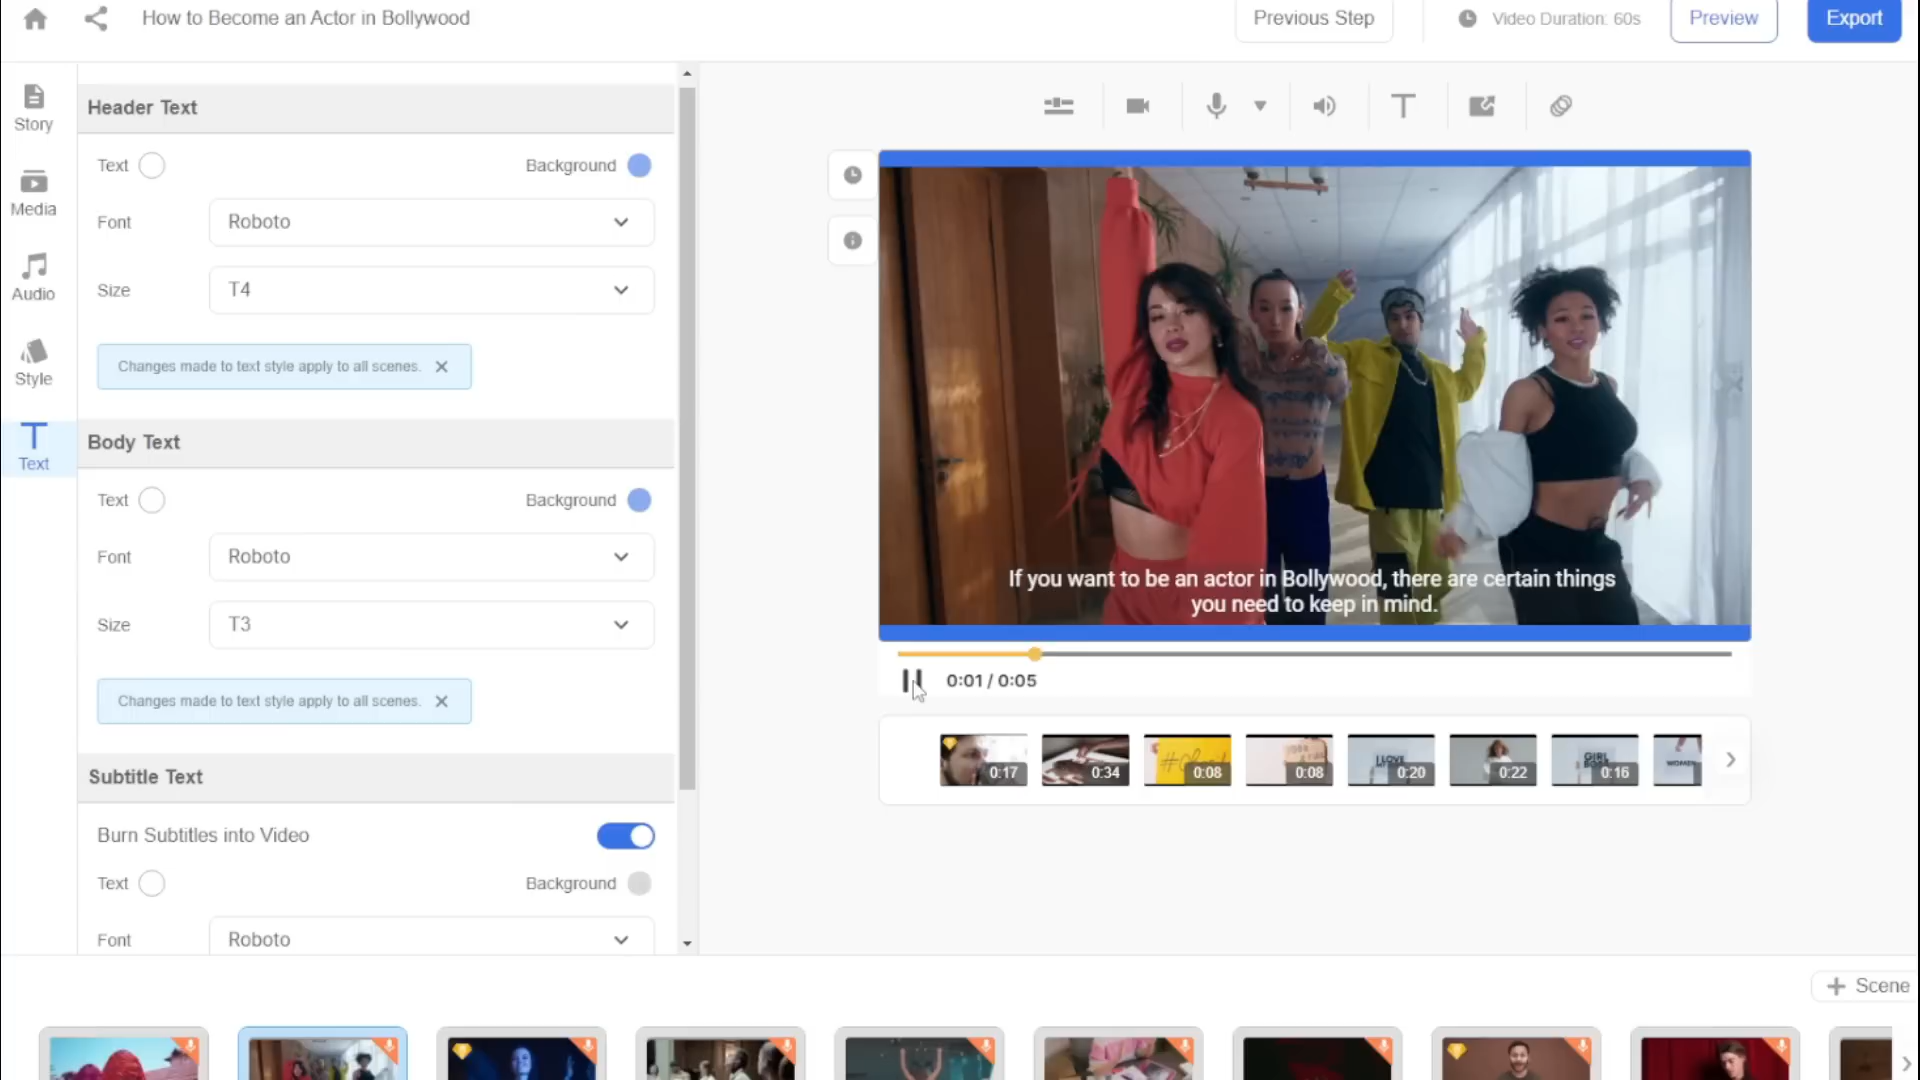 How to Become an Actor in Bollywood
Previous Step
Video Duration: 60s
Preview
Export
Story
Media
Audio
Style
Text
Header Text
Text
Background
Font
Roboto
Size
T4
Changes made to text style apply to all scenes.
Body Text
Text
Background
Font
Roboto
Size
T3
Changes made to text style apply to all scenes.
Subtitle Text
Burn Subtitles into Video
Text
Background
Font
Roboto
If you want to be an actor in Bollywood, there are certain things
you need to keep in mind.
0:01 / 0:05
0:17
0:34
0:08
0:08
I LOVE
0:20
0:22
GIRL
BOSS
0:16
WOMEN
+ Scene